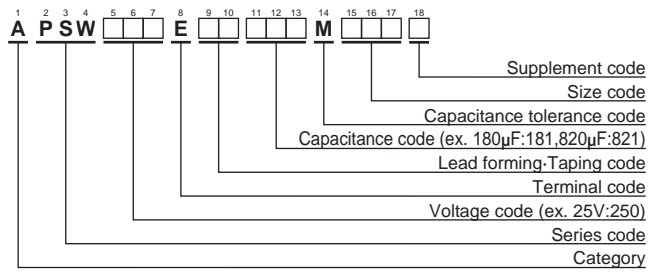 1 2 3 4 5 6 7 8 9 10 11 12 13 14 15 16 17 18
A PSW E M
Supplement code
Size code
Capacitance tolerance code
Capacitance code (ex. 180μF:181,820μF:821)
Lead forming·Taping code
Terminal code
Voltage code (ex. 25V:250)
Series code
Category